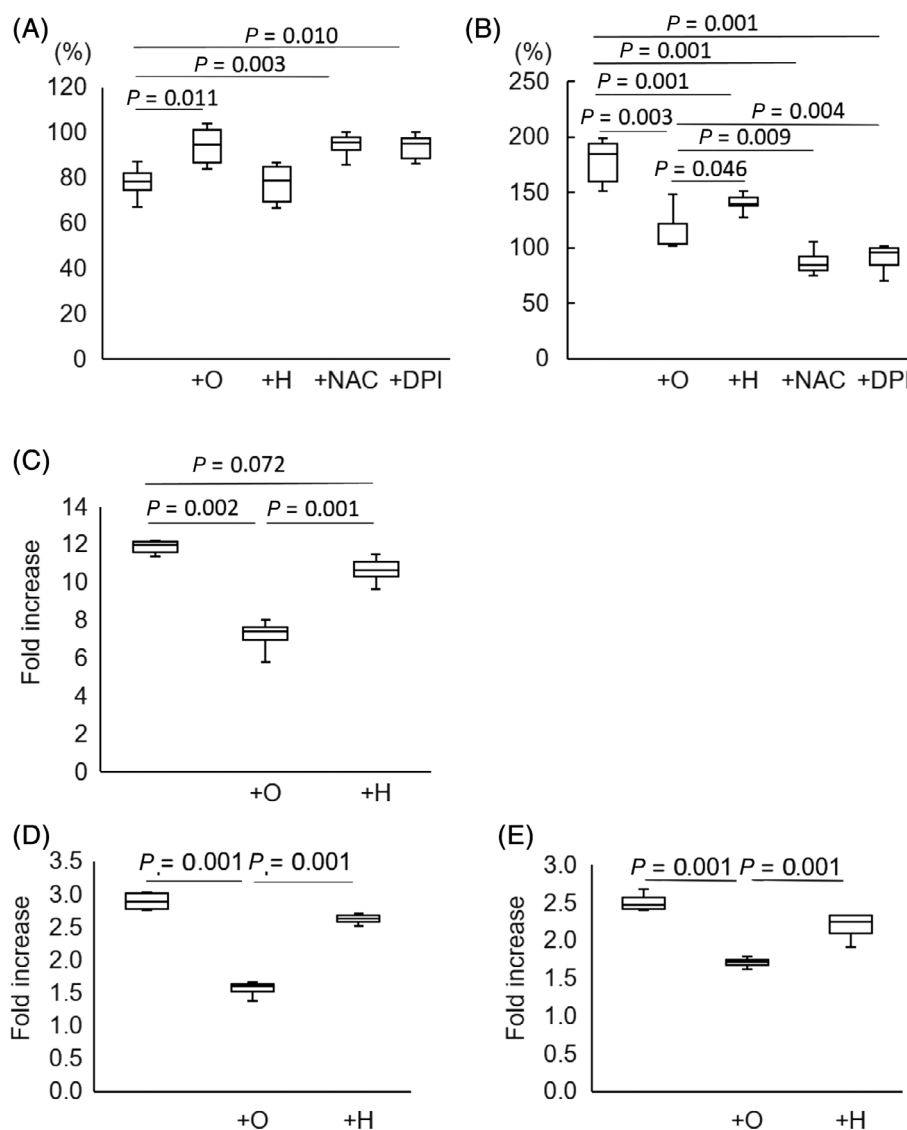 (A)
(%)
P = 0.010
P = 0.003
P = 0.011
120
100
80
60
40
20
0
+O +H +NAC +DPI
(B)
(%)
P = 0.001
P = 0.001
P = 0.001
P = 0.003
P = 0.004
P = 0.009
P = 0.046
250
200
150
100
50
0
+O +H +NAC +DPI
(C)
P = 0.072
P = 0.002 P = 0.001
Fold increase
14
12
10
8
6
4
2
0
+O +H
(D)
P = 0.001 P = 0.001
Fold increase
3.5
3.0
2.5
2.0
1.5
1.0
0.5
0.0
+O +H
(E)
P = 0.001 P = 0.001
Fold increase
3.0
2.5
2.0
1.5
1.0
0.5
0.0
+O +H